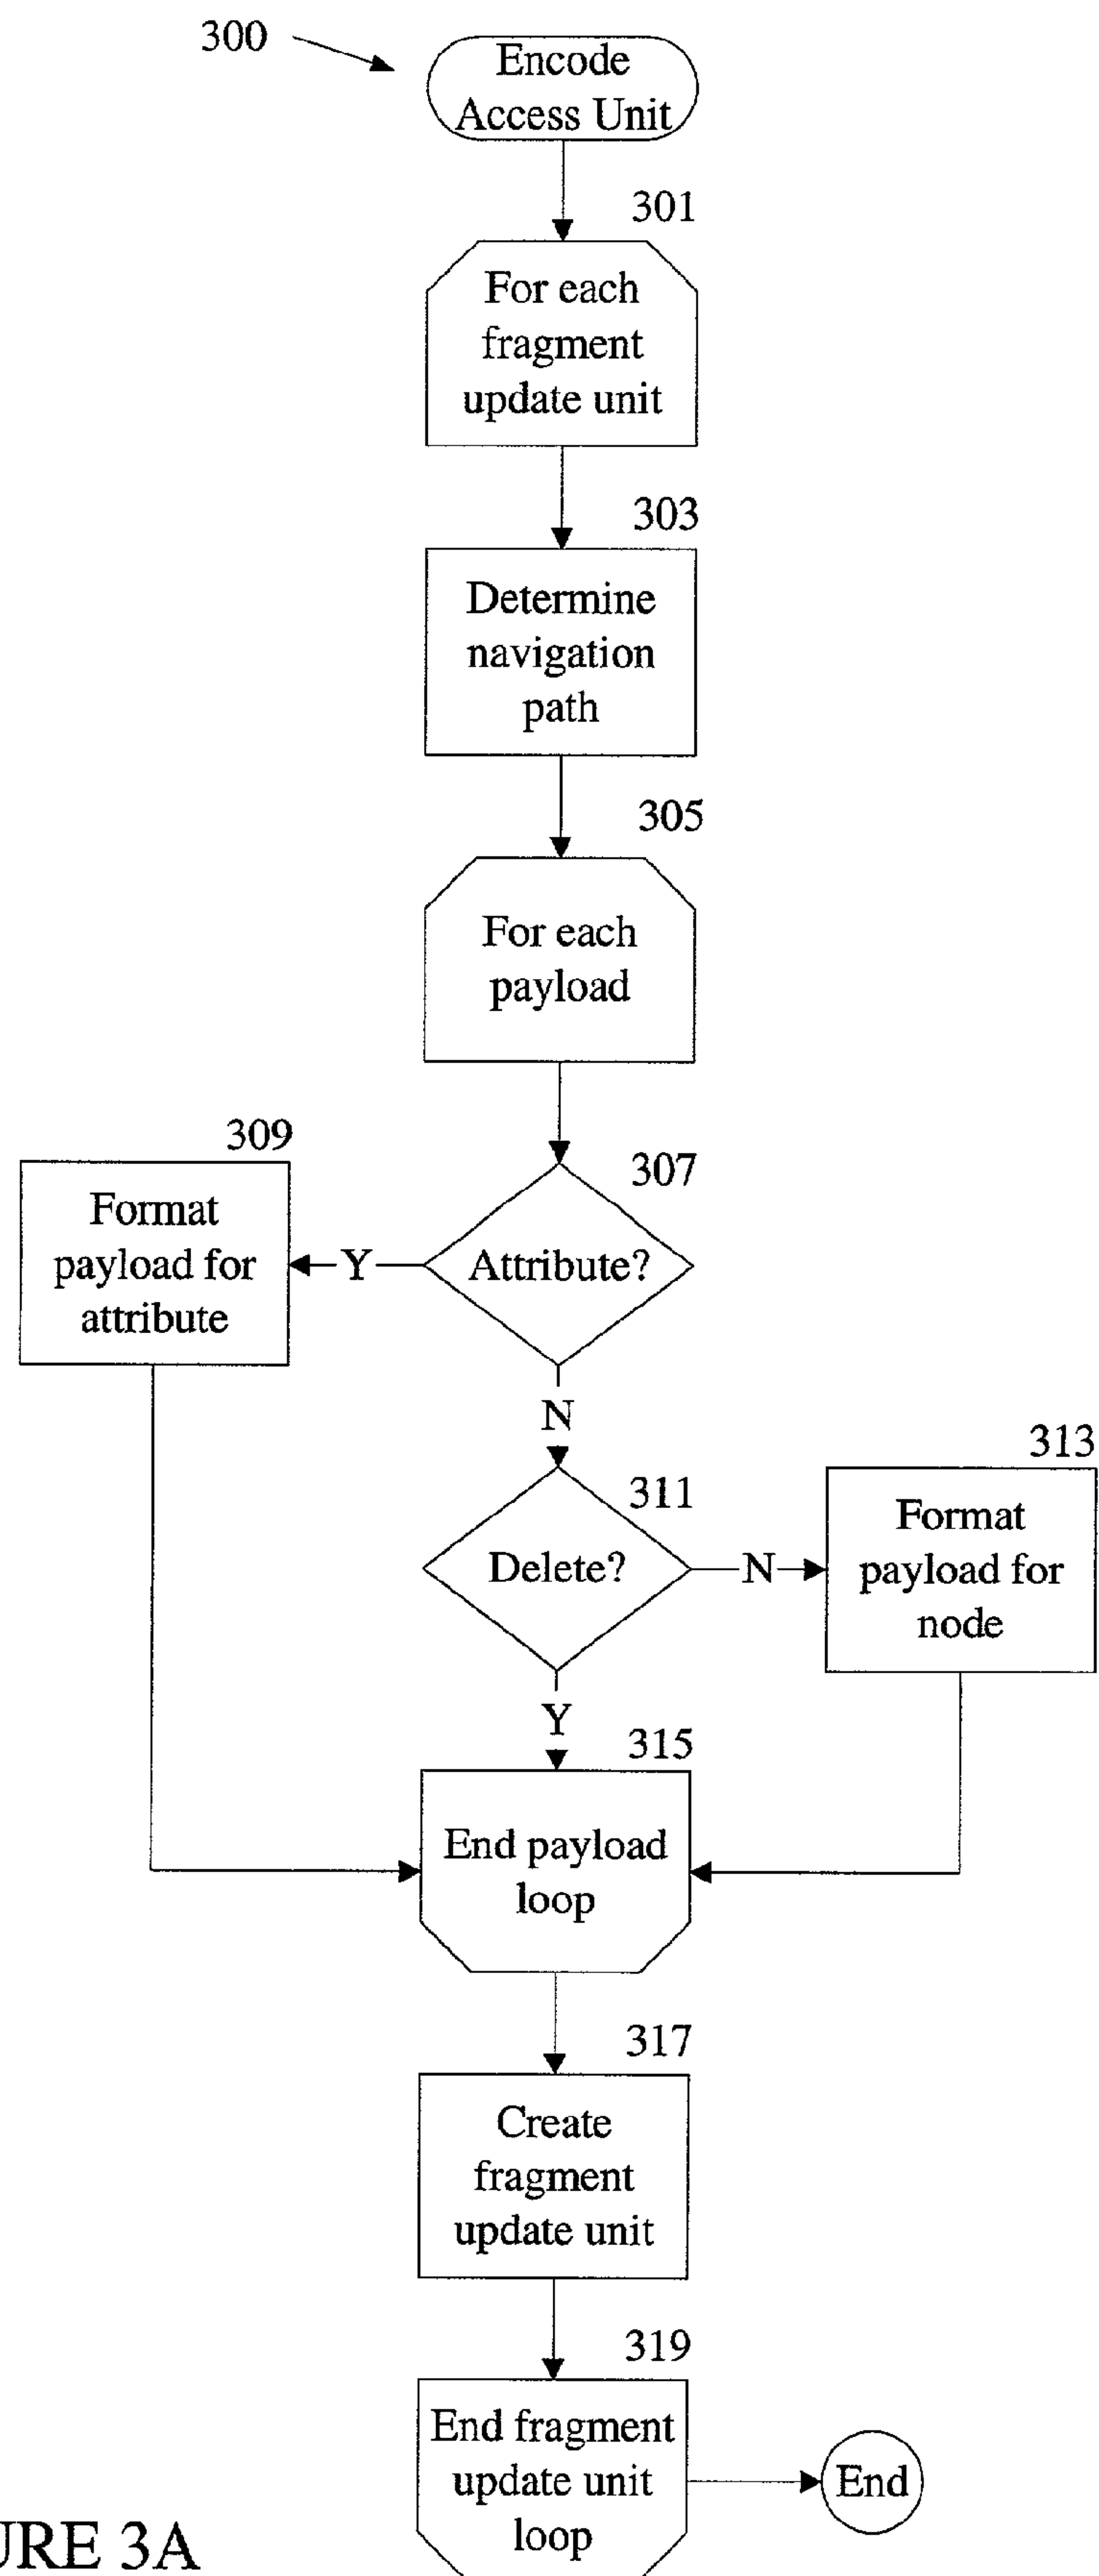 300
Encode
Access Unit
301
For each
fragment
update unit
303
Determine
navigation
path
305
For each
payload
309
Format
payload for
attribute
307
Attribute?
Y
N
313
Format
payload for
node
311
Delete?
N
Y
315
End payload
loop
317
Create
fragment
update unit
319
End fragment
update unit
loop
End
URE 3A